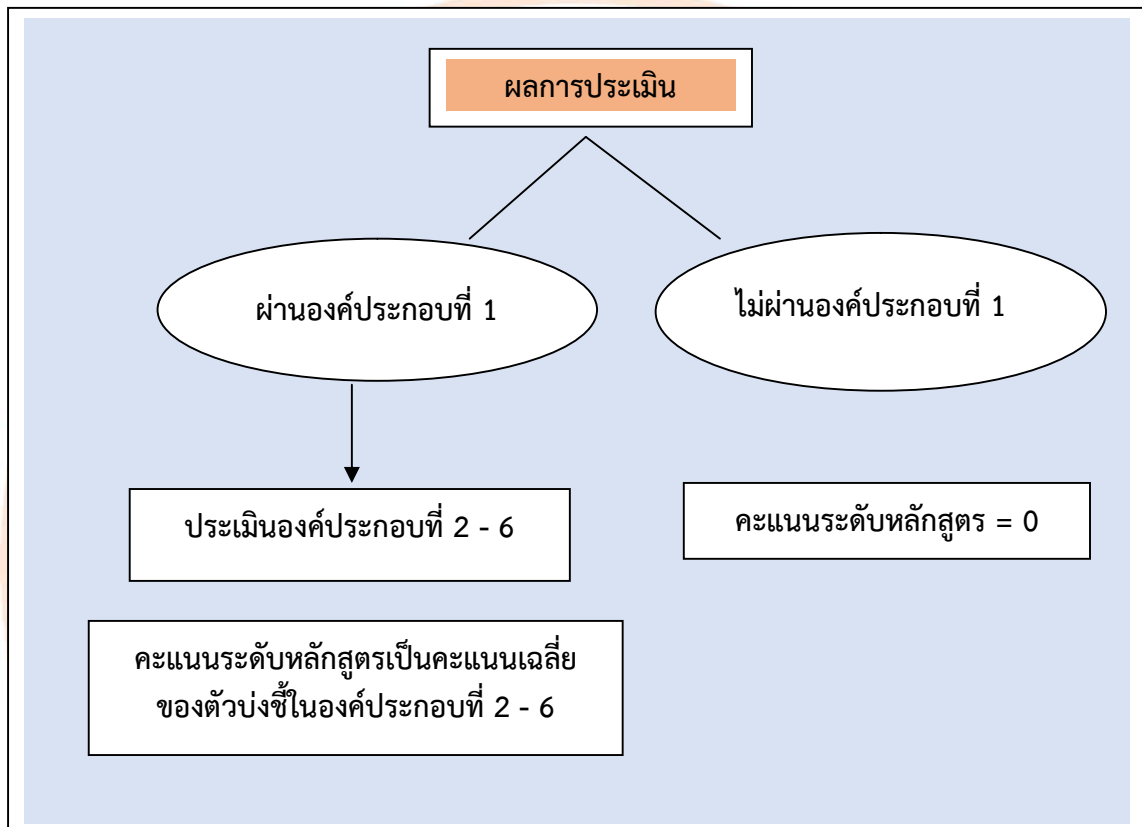 ผลการประเมิน
ผ่านองค์ประกอบที่ 1
ไม่ผ่านองค์ประกอบที่ 1
ประเมินองค์ประกอบที่ 2 - 6
คะแนนระดับหลักสูตร = 0
คะแนนระดับหลักสูตรเป็นคะแนนเฉลี่ย
ของตัวบ่งชี้ในองค์ประกอบที่ 2 - 6